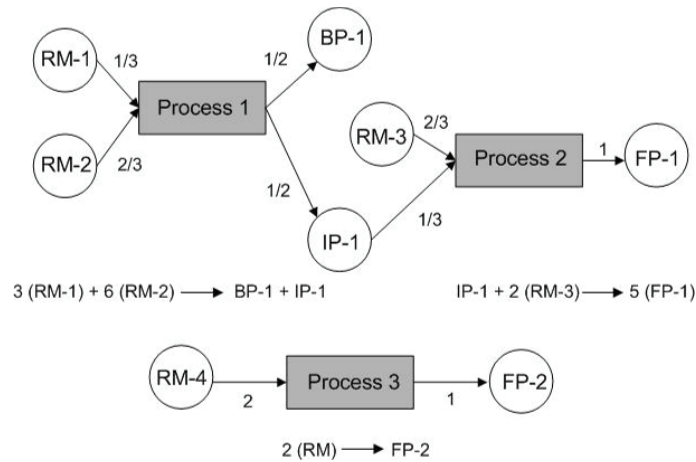 RM-1
1/3
RM-2
2/3
Process 1
1/2
BP-1
1/2
IP-1
RM-3
2/3
1/3
Process 2
1
FP-1
3 (RM-1) + 6 (RM-2) ⟶ BP-1 + IP-1
IP-1 + 2 (RM-3) ⟶ 5 (FP-1)
RM-4
2
Process 3
1
FP-2
2 (RM) ⟶ FP-2